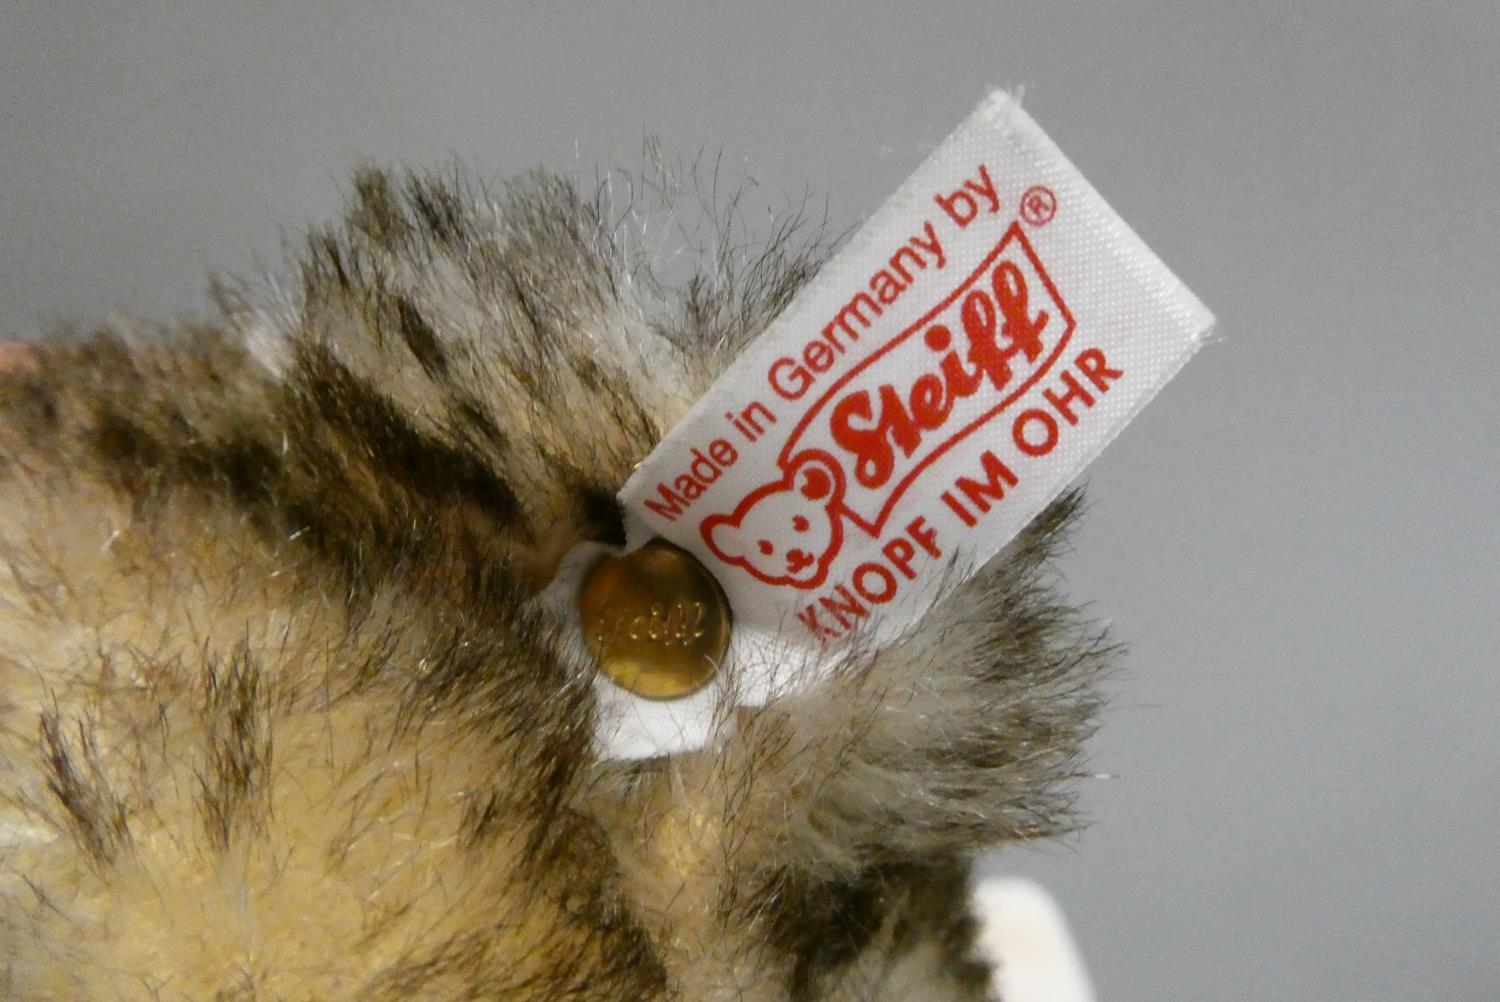 Made in Germany by
Steiff®
KNOPF IM OHR
Steiff